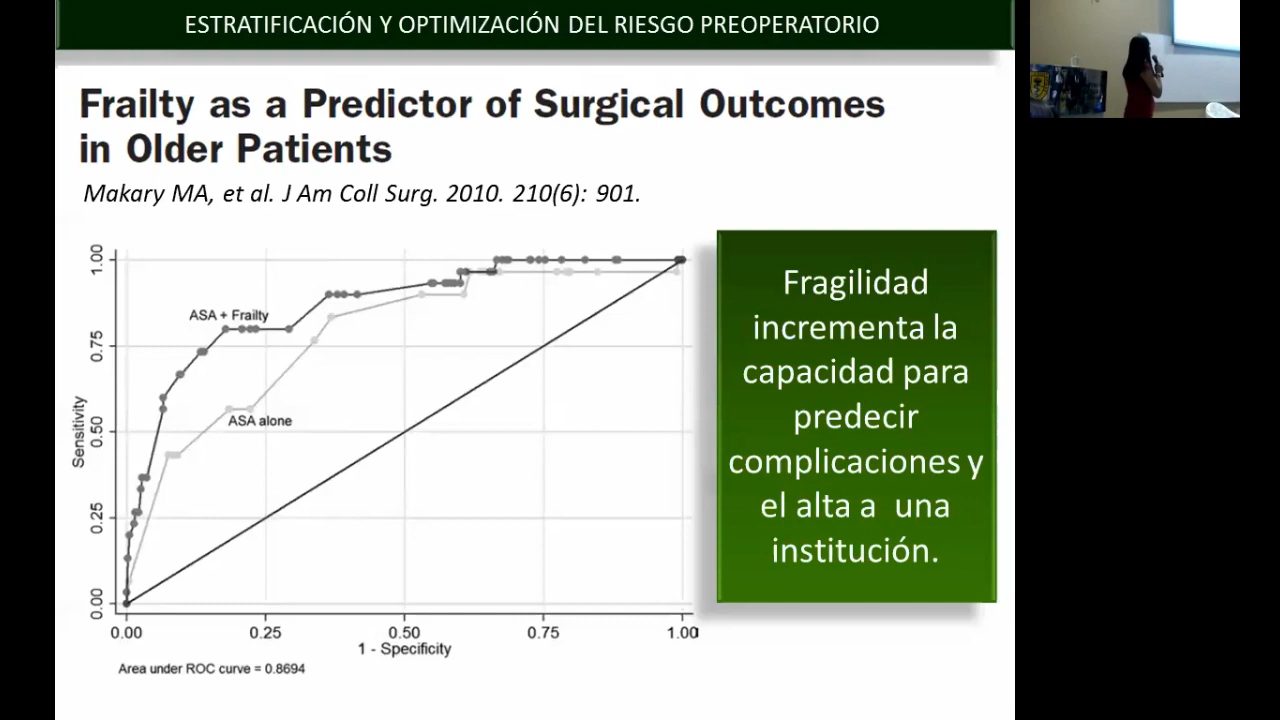 ESTRATIFICACIÓN Y OPTIMIZACIÓN DEL RIESGO PREOPERATORIO
Frailty as a Predictor of Surgical Outcomes
in Older Patients
Makary MA, et al. J Am Coll Surg. 2010. 210(6): 901.
Sensitivity
1.00
0.75
0.50
0.25
0.00
ASA + Frailty
ASA alone
0.00 0.25 0.50 0.75 1.00
1 - Specificity
Area under ROC curve = 0.8694
Fragilidad
incrementa la
capacidad para
predecir
complicaciones y
el alta a una
institución.